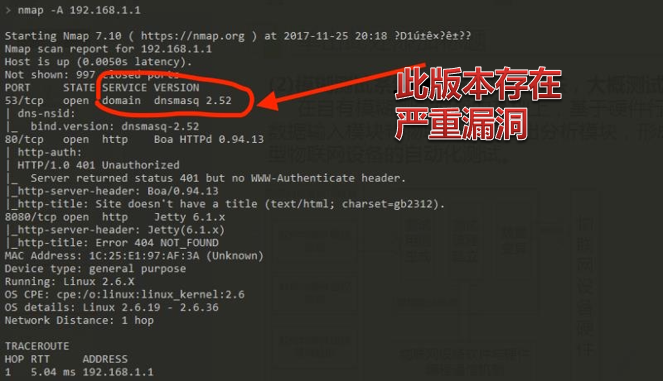 > nmap -A 192.168.1.1
Starting Nmap 7.10 ( https://nmap.org ) at 2017-11-25 20:18 ?D1ú±ê×?ê±??
Nmap scan report for 192.168.1.1
Host is up (0.0050s latency).
Not shown: 997 closed ports
PORT STATE SERVICE VERSION
53/tcp open domain dnsmasq 2.52
| dns-nsid:
|_ bind.version: dnsmasq-2.52
80/tcp open http Boa HTTPd 0.94.13
| http-auth:
| HTTP/1.0 401 Unauthorized
|_ Server returned status 401 but no WWW-Authenticate header.
|_http-server-header: Boa/0.94.13
|_http-title: Site doesn't have a title (text/html; charset=gb2312).
8080/tcp open http Jetty 6.1.x
|_http-server-header: Jetty(6.1.x)
|_http-title: Error 404 NOT_FOUND
MAC Address: 1C:25:E1:97:AF:3A (Unknown)
Device type: general purpose
Running: Linux 2.6.X
OS CPE: cpe:/o:linux:linux_kernel:2.6
OS details: Linux 2.6.19 - 2.6.36
Network Distance: 1 hop
TRACEROUTE
HOP RTT ADDRESS
1 5.04 ms 192.168.1.1
此版本存在
严重漏洞